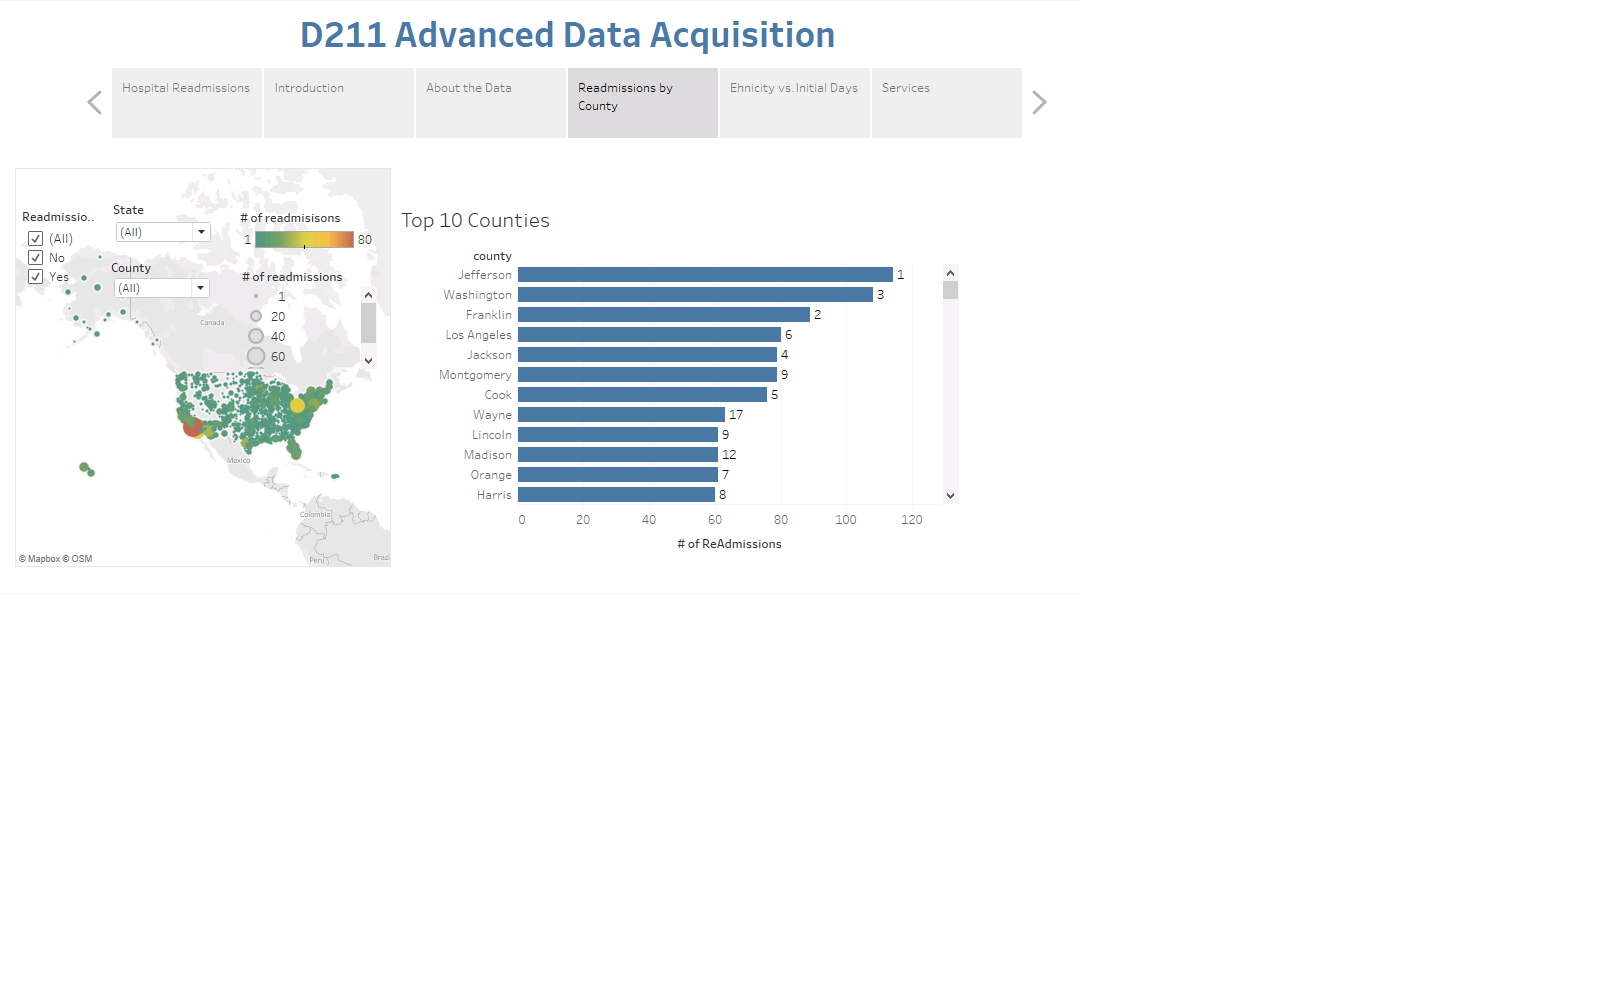 D211 Advanced Data Acquisition
Hospital Readmissions
Introduction
About the Data
Readmissions by
County
Ehnicity vs. Initial Days
Services
Readmissio..
(All)
No
Yes
State
(All)
County
(All)
# of readmisisons
1
80
# of readmissions
1
20
40
60
Canada
Mexico
Colombia
Peru
Brazi
© Mapbox © OSM
Top 10 Counties
county
Jefferson 1
Washington 3
Franklin 2
Los Angeles 6
Jackson 4
Montgomery 9
Cook 5
Wayne 17
Lincoln 9
Madison 12
Orange 7
Harris 8
0 20 40 60 80 100 120
# of ReAdmissions